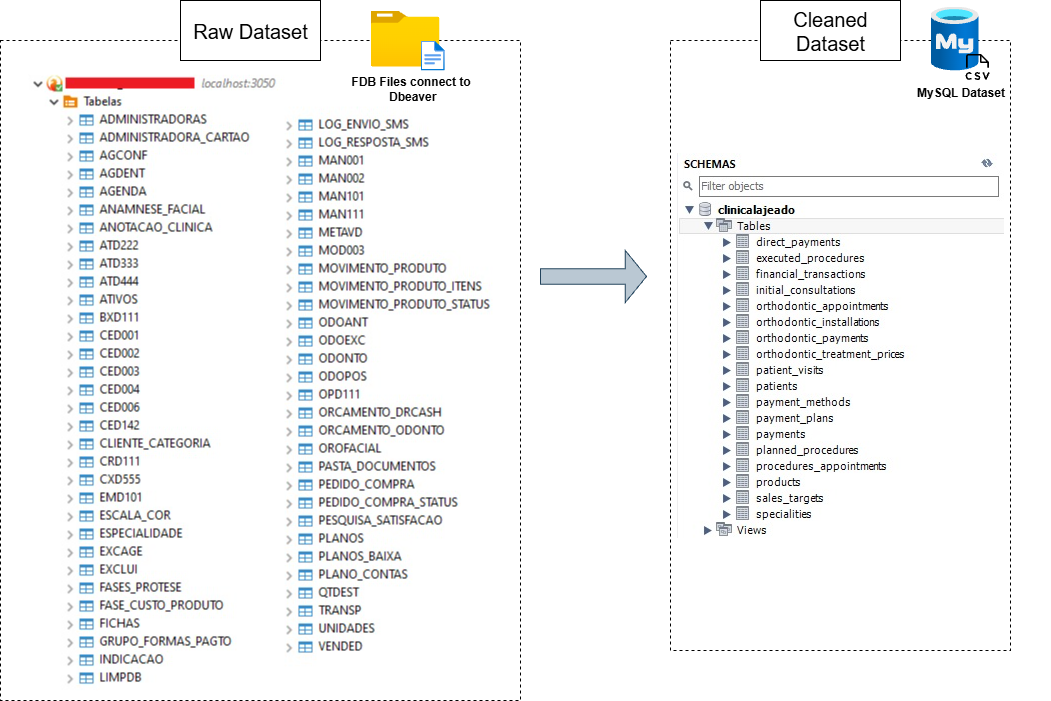 Raw Dataset
FDB Files connect to
Dbeaver
localhost:3050
Tabelas
ADMINISTRADORAS
ADMINISTRADORA_CARTAO
AGCONF
AGDENT
AGENDA
ANAMNESE_FACIAL
ANOTACAO_CLINICA
ATD222
ATD333
ATD444
ATIVOS
BXD111
CED001
CED002
CED003
CED004
CED006
CED142
CLIENTE_CATEGORIA
CRD111
CXD555
EMD101
ESCALA_COR
ESPECIALIDADE
EXCAGE
EXCLUI
FASES_PROTESE
FASE_CUSTO_PRODUTO
FICHAS
GRUPO_FORMAS_PAGTO
INDICACAO
LIMPDB
LOG_ENVIO_SMS
LOG_RESPOSTA_SMS
MAN001
MAN002
MAN101
MAN111
METAVD
MOD003
MOVIMENTO_PRODUTO
MOVIMENTO_PRODUTO_ITENS
MOVIMENTO_PRODUTO_STATUS
ODOANT
ODOEXC
ODONTO
ODOPOS
OPD111
ORCAMENTO_DRCASH
ORCAMENTO_ODONTO
OROFACIAL
PASTA_DOCUMENTOS
PEDIDO_COMPRA
PEDIDO_COMPRA_STATUS
PESQUISA_SATISFACAO
PLANOS
PLANOS_BAIXA
PLANO_CONTAS
QTDEST
TRANSP
UNIDADES
VENDED
Cleaned
Dataset
My
CSV
MySQL Dataset
SCHEMAS
Filter objects
clinicalajeado
Tables
direct_payments
executed_procedures
financial_transactions
initial_consultations
orthodontic_appointments
orthodontic_installations
orthodontic_payments
orthodontic_treatment_prices
patient_visits
patients
payment_methods
payment_plans
payments
planned_procedures
procedures_appointments
products
sales_targets
specialities
Views